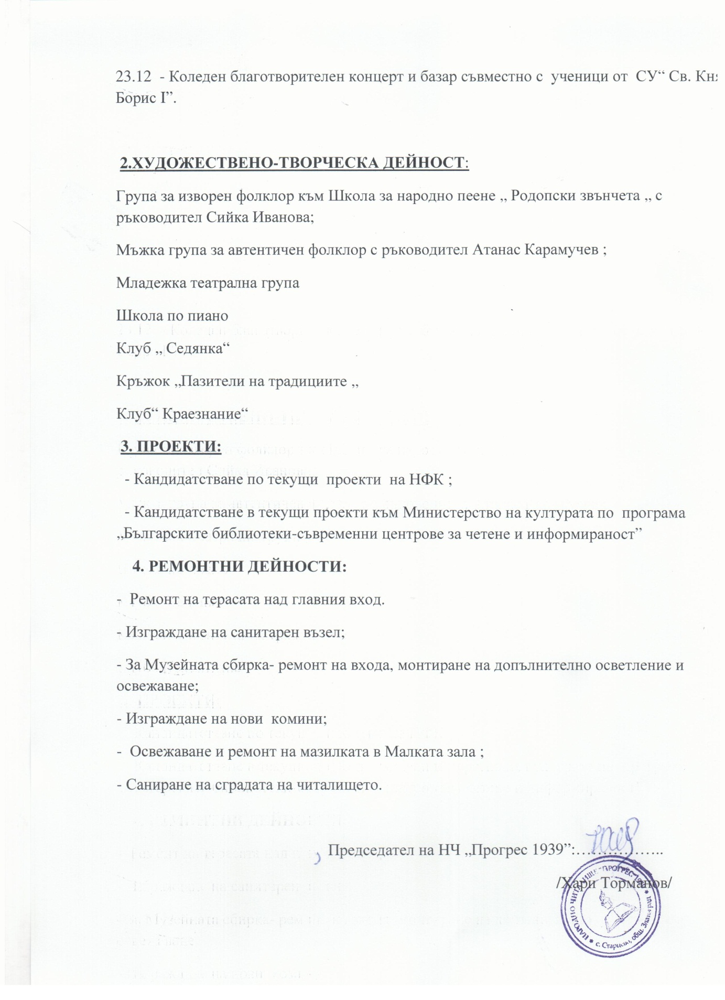 23.12  - Коледен благотворителен концерт и базар съвместно с  ученици от  СУ“ Св.
Борис I”.
2.ХУДОЖЕСТВЕНО-ТВОРЧЕСКА ДЕЙНОСТ:
Група за изворен фолклор към Школа за народно пеене „ Родопски звънчета „ с
ръководител Сийка Иванова;
Мъжка група за автентичен фолклор с ръководител Атанас Карамучев ;
Младежка театрална група
Школа по пиано
Клуб „ Седянка“
Кръжок „Пазители на традициите „
Клуб“ Краезнание“
3. ПРОЕКТИ:
- Кандидатстване по текущи  проекти  на НФК ;
- Кандидатстване в текущи проекти към Министерство на културата по  програма
„Българските библиотеки-съвременни центрове за четене и информираност”
4. РЕМОНТНИ ДЕЙНОСТИ:
-  Ремонт на терасата над главния вход.
- Изграждане на санитарен възел;
- За Музейната сбирка- ремонт на входа, монтиране на допълнително осветление и
освежаване;
- Изграждане на нови  комини;
-  Освежаване и ремонт на мазилката в Малката зала ;
- Саниране на сградата на читалището.
Председател на НЧ „Прогрес 1939”:……………..
/Хари Торманов/
НАРОДНО ЧИТАЛИЩЕ "ПРОГРЕС
с. Старцево, общ. Златоград